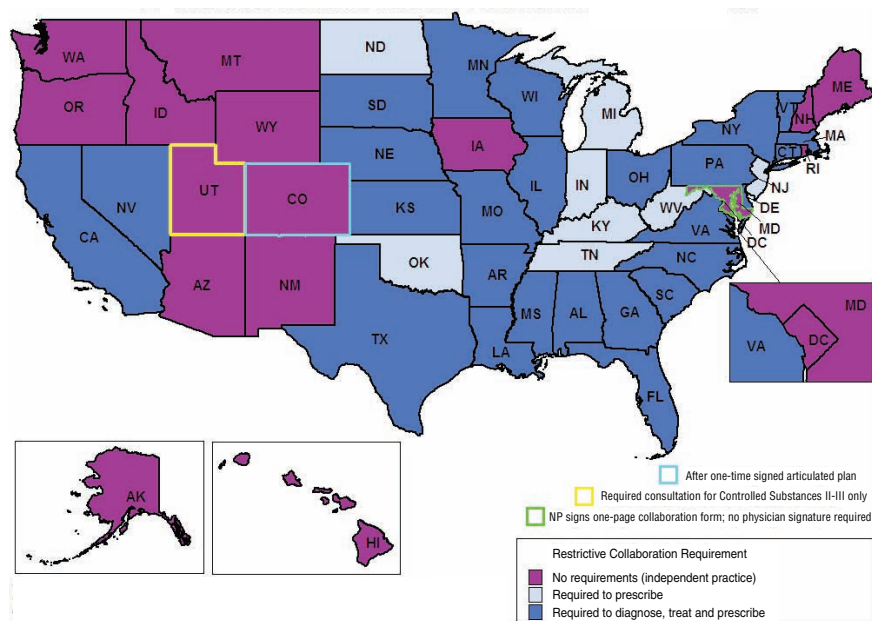 WA
MT
ND
MN
ME
OR
ID
WY
SD
WI
MI
VT
NH
NY
MA
CT
RI
IA
NE
PA
NJ
OH
IN
IL
UT
CO
NV
CA
KS
MO
KY
WV
VA
DE
MD
DC
TN
NC
OK
AR
SC
AZ
NM
MS
AL
GA
TX
LA
FL
MD
DC
VA
AK
HI
After one-time signed articulated plan
Required consultation for Controlled Substances II-III only
NP signs one-page collaboration form; no physician signature required
Restrictive Collaboration Requirement
No requirements (independent practice)
Required to prescribe
Required to diagnose, treat and prescribe